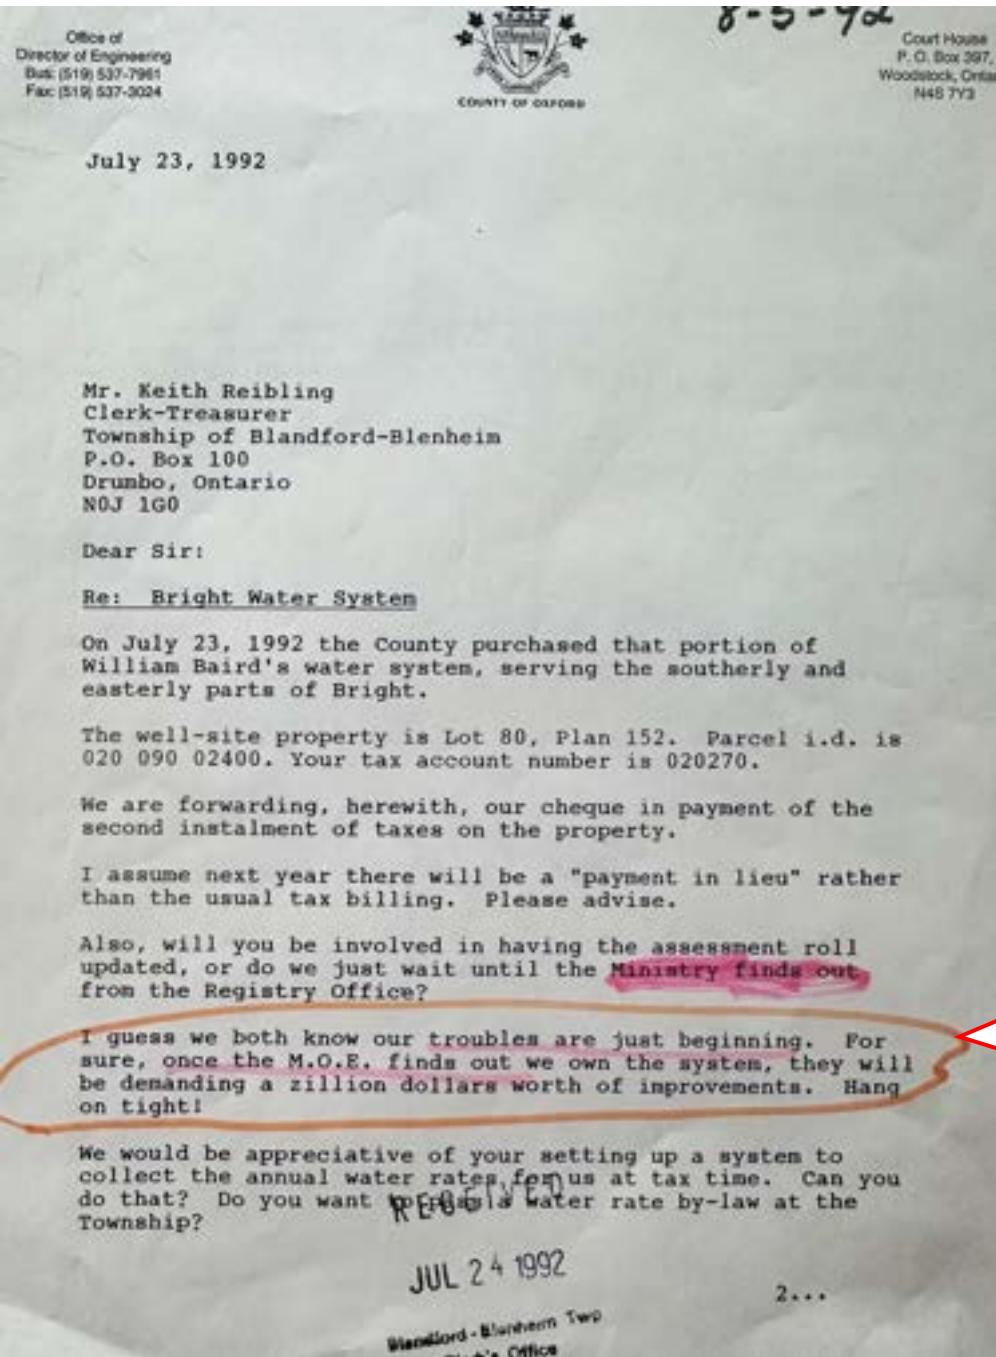 8-5-92
Office of
Director of Engineering
Bus: (519) 537-7961
Fax: (519) 537-3024
COUNTY OF OXFORD
Court House
P. O. Box 397,
Woodstock, Ontar
N4S 7Y3
July 23, 1992
Mr. Keith Reibling
Clerk-Treasurer
Township of Blandford-Blenheim
P.O. Box 100
Drumbo, Ontario
N0J 1G0
Dear Sir:
Re: Bright Water System
On July 23, 1992 the County purchased that portion of
William Baird's water system, serving the southerly and
easterly parts of Bright.
The well-site property is Lot 80, Plan 152. Parcel i.d. is
020 090 02400. Your tax account number is 020270.
We are forwarding, herewith, our cheque in payment of the
second instalment of taxes on the property.
I assume next year there will be a "payment in lieu" rather
than the usual tax billing. Please advise.
Also, will you be involved in having the assessment roll
updated, or do we just wait until the Ministry finds out
from the Registry Office?
I guess we both know our troubles are just beginning. For
sure, once the M.O.E. finds out we own the system, they will
be demanding a zillion dollars worth of improvements. Hang
on tight!
We would be appreciative of your setting up a system to
collect the annual water rates for us at tax time. Can you
do that? Do you want to pass a water rate by-law at the
Township?
RECEIVED
JUL 24 1992
2...
Blandford-Blenheim Twp
Clerk's Office